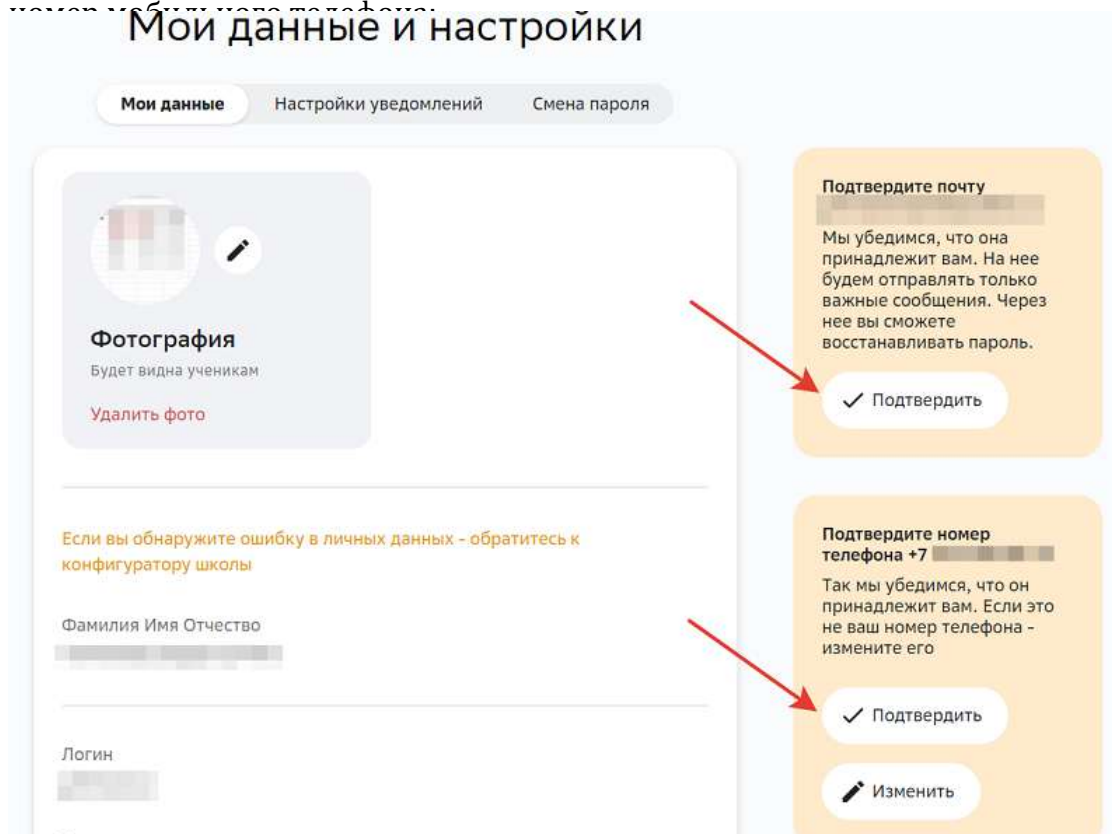 номер мобильного телефона:
Мои данные и настройки
Мои данные
Настройки уведомлений
Смена пароля
Фотография
Будет видна ученикам
Удалить фото
Если вы обнаружите ошибку в личных данных – обратитесь к
конфигуратору школы
Фамилия Имя Отчество
Логин
Подтвердите почту
Мы убедимся, что она
принадлежит вам. На нее
будем отправлять только
важные сообщения. Через
нее вы сможете
восстанавливать пароль.
Подтвердить
Подтвердите номер
телефона +7
Так мы убедимся, что он
принадлежит вам. Если это
не ваш номер телефона –
измените его
Подтвердить
Изменить